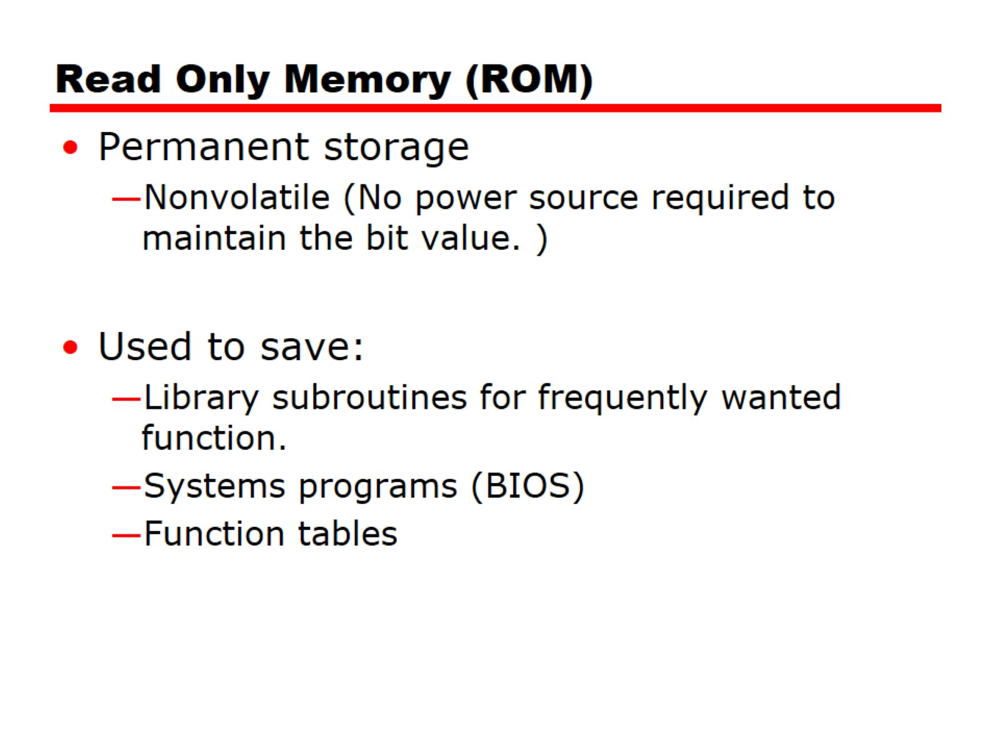 Read Only Memory (ROM)
• Permanent storage
—Nonvolatile (No power source required to
maintain the bit value. )
• Used to save:
—Library subroutines for frequently wanted
function.
—Systems programs (BIOS)
—Function tables